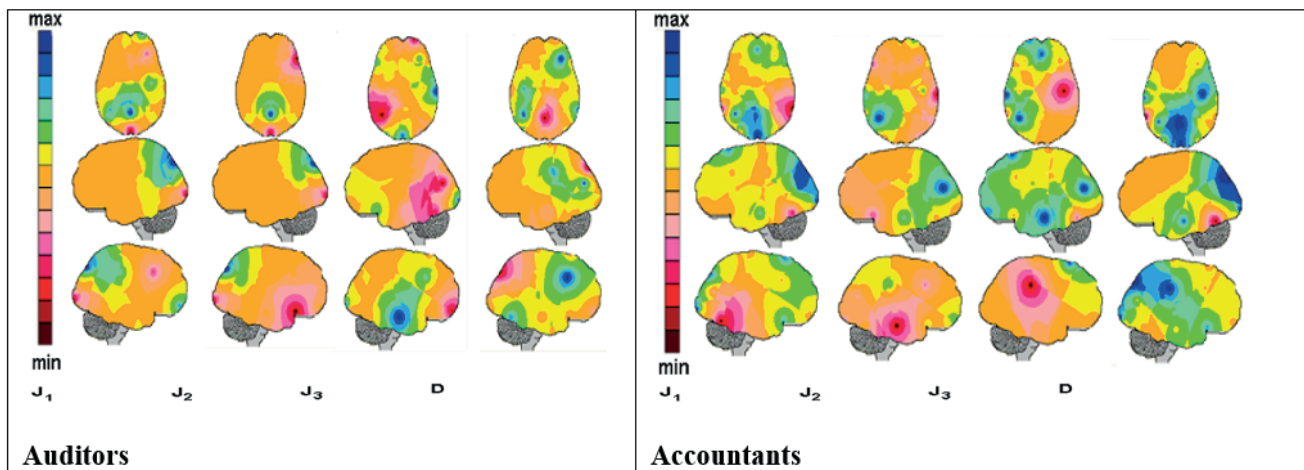 max
min
J₁ J₂ J₃ D
Auditors
max
min
J₁ J₂ J₃ D
Accountants